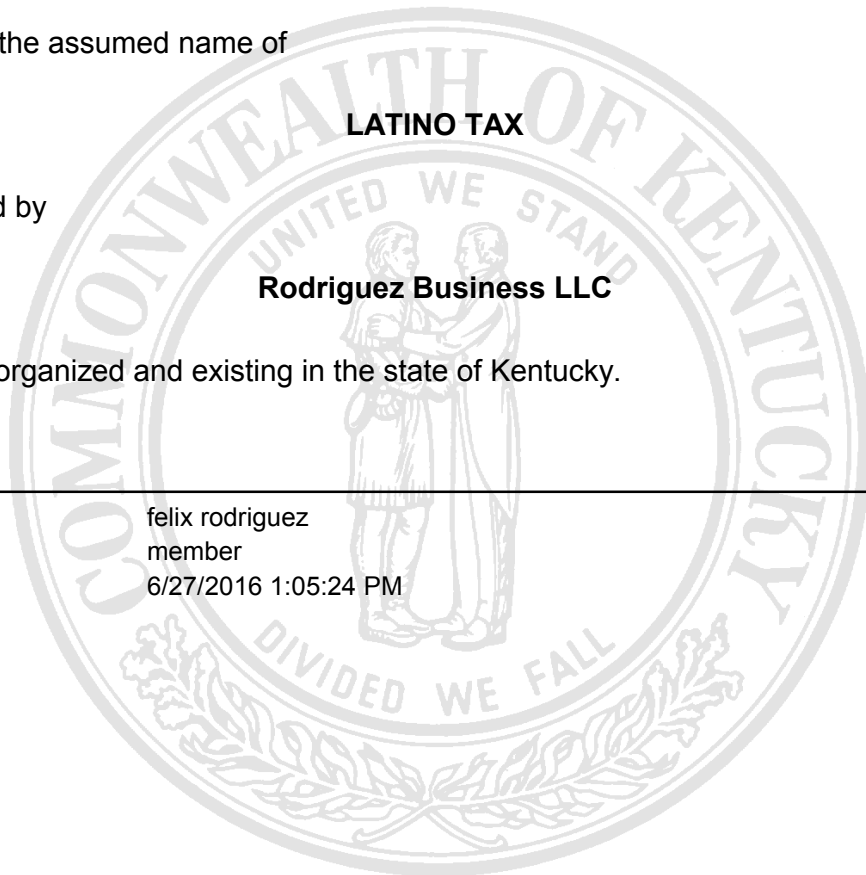 the assumed name of
LATINO TAX
d by
Rodriguez Business LLC
organized and existing in the state of Kentucky.
felix rodriguez
member
6/27/2016 1:05:24 PM
COMMONWEALTH OF KENTUCKY
UNITED WE STAND
DIVIDED WE FALL